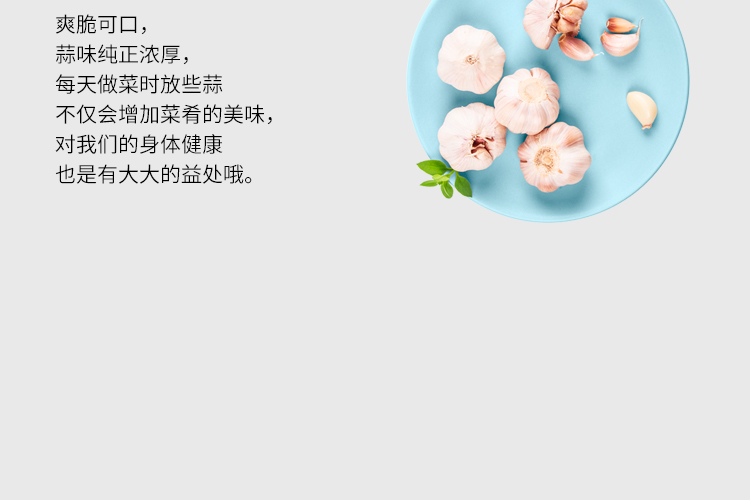 爽脆可口，
蒜味纯正浓厚，
每天做菜时放些蒜
不仅会增加菜肴的美味，
对我们的身体健康
也是有大大的益处哦。